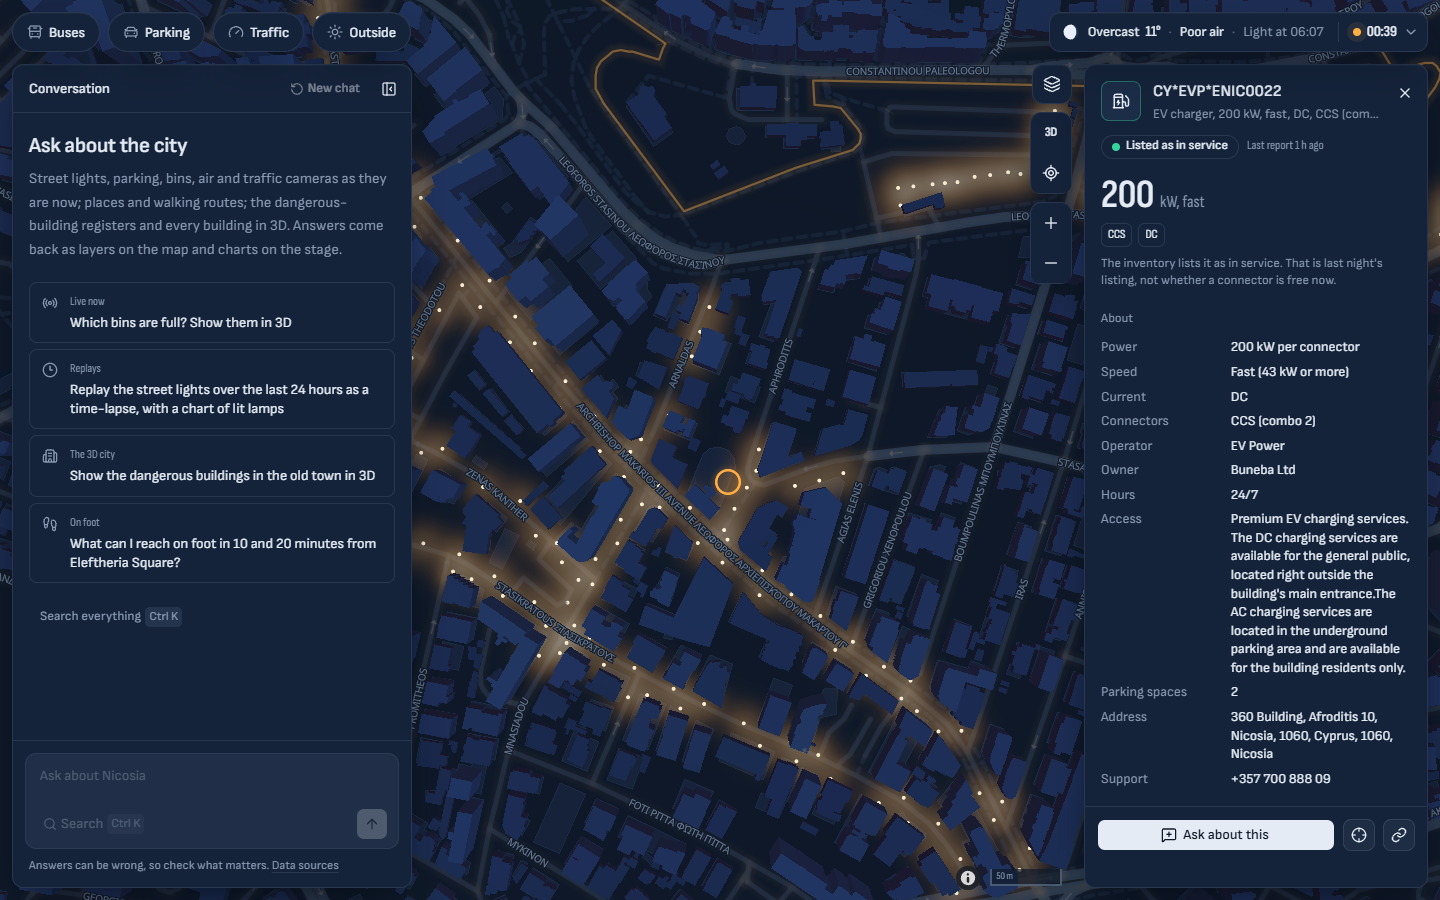 Buses
Parking
Traffic
Outside
Overcast 11° · Poor air · Light at 06:07
00:39
Conversation
New chat
Ask about the city
Street lights, parking, bins, air and traffic cameras as they
are now; places and walking routes; the dangerous-
building registers and every building in 3D. Answers come
back as layers on the map and charts on the stage.
Live now
Which bins are full? Show them in 3D
Replays
Replay the street lights over the last 24 hours as a
time-lapse, with a chart of lit lamps
The 3D city
Show the dangerous buildings in the old town in 3D
On foot
What can I reach on foot in 10 and 20 minutes from
Eleftheria Square?
Search everything Ctrl K
Ask about Nicosia
Search Ctrl K
Answers can be wrong, so check what matters. Data sources
CONSTANTINOU PALEOLOGOU
LEOFOROS STASINOU ΛΕΩΦΟΡΟΣ ΣΤΑΣΙΝΟΥ
ARNALDAS
APHRODITIS
ARCHBISHOP MAKARIOS III AVENUE ΛΕΩΦΟΡΟΣ ΑΡΧΙΕΠΙΣΚΟΠΟΥ ΜΑΚΑΡΙΟΥ Γ'
ZENAS KANTHER
STASIKRATOUS ΣΤΑΣΙΚΡΑΤΟΥΣ
AGIAS ELENIS
GRIGORIOU XENOPOULOU
BOUMPOULINAS ΜΠΟΥΜΠΟΥΛΙΝΑΣ
IRAS
MNASIADOU
FOTI PITTA ΦΩΤΗ ΠΙΤΤΑ
MYKINON
3D
50 m
CY*EVP*ENIC0022
EV charger, 200 kW, fast, DC, CCS (com...
Listed as in service
Last report 1 h ago
200 kW, fast
CCS
DC
The inventory lists it as in service. That is last night's
listing, not whether a connector is free now.
About
Power 200 kW per connector
Speed Fast (43 kW or more)
Current DC
Connectors CCS (combo 2)
Operator EV Power
Owner Buneba Ltd
Hours 24/7
Access Premium EV charging services.
The DC charging services are
available for the general public,
located right outside the
building's main entrance.The
AC charging services are
located in the underground
parking area and are available
for the building residents only.
Parking spaces 2
Address 360 Building, Afroditis 10,
Nicosia, 1060, Cyprus, 1060,
Nicosia
Support +357 700 888 09
Ask about this